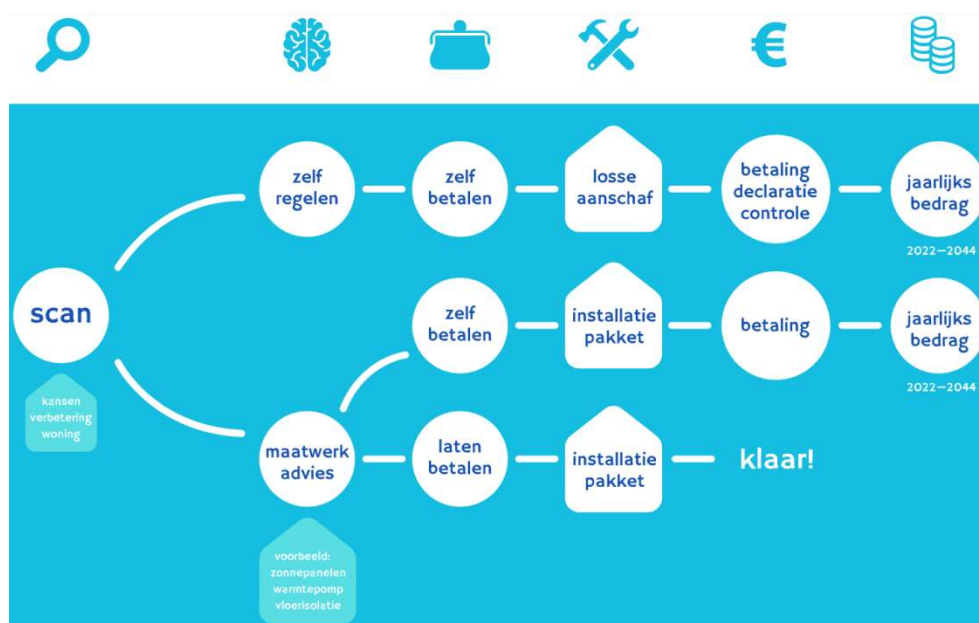 zelf
regelen
zelf
betalen
losse
aanschaf
betaling
declaratie
controle
jaarlijks
bedrag
2022–2044
scan
kansen
verbetering
woning
zelf
betalen
installatie
pakket
betaling
jaarlijks
bedrag
2022–2044
maatwerk
advies
laten
betalen
installatie
pakket
klaar!
voorbeeld:
zonnepanelen
warmtepomp
vloerisolatie